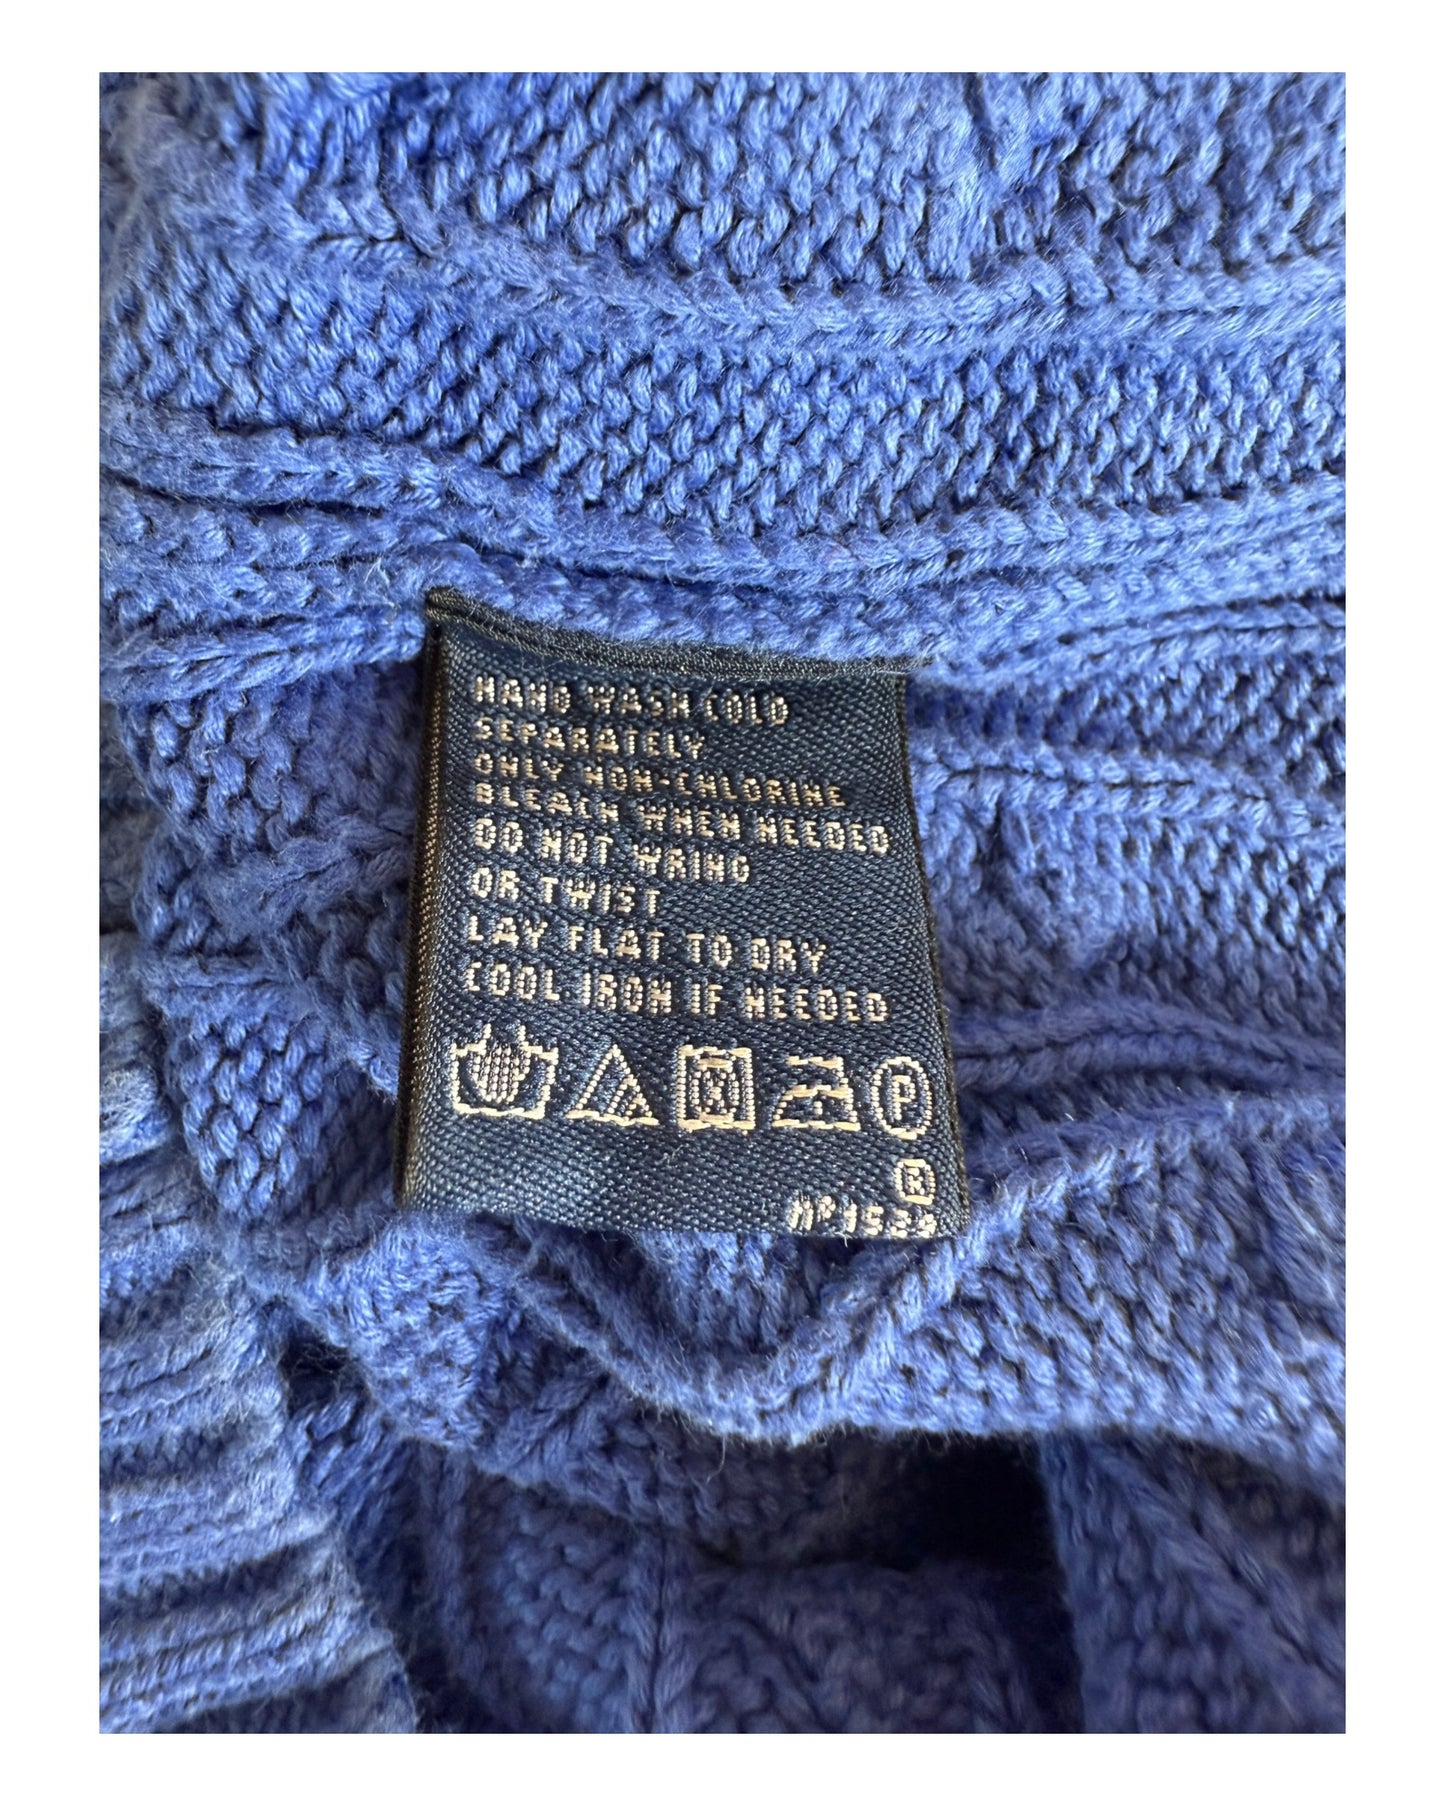 HAND WASH COLD
SEPARATELY
ONLY NON-CHLORINE
BLEACH WHEN NEEDED
DO NOT WRING
OR TWIST
LAY FLAT TO DRY
COOL IRON IF NEEDED
P
®